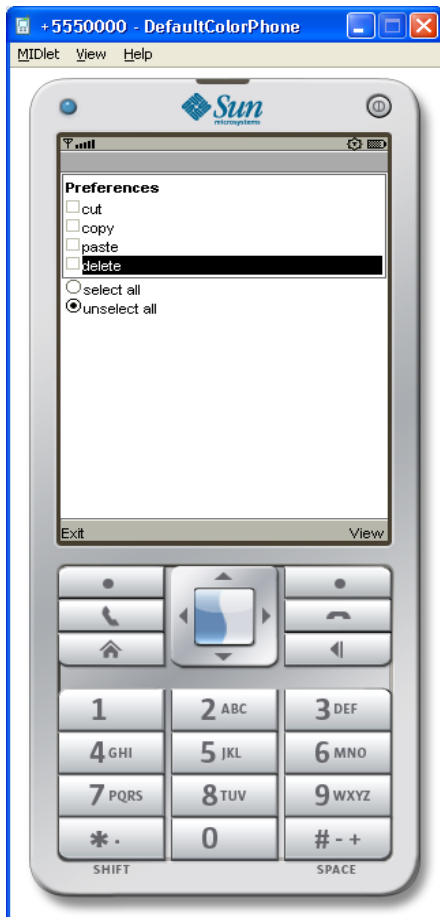 +5550000 - DefaultColorPhone
MIDlet View Help
Sun
microsystems
Preferences
cut
copy
paste
delete
select all
unselect all
Exit View
1 2 ABC 3 DEF
4 GHI 5 JKL 6 MNO
7 PQRS 8 TUV 9 WXYZ
* . 0 # - +
SHIFT SPACE